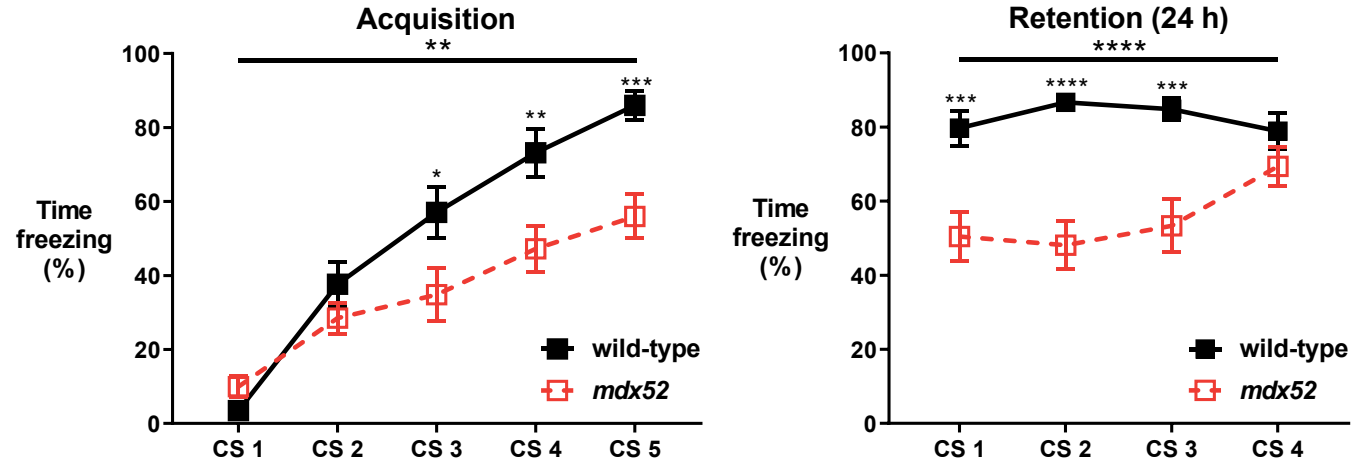 Acquisition
**
100
80
60
40
20
0
Time
freezing
(%)
*
**
***
wild-type
mdx52
CS 1 CS 2 CS 3 CS 4 CS 5
Retention (24 h)
****
100
80
60
40
20
0
Time
freezing
(%)
*** **** ***
wild-type
mdx52
CS 1 CS 2 CS 3 CS 4